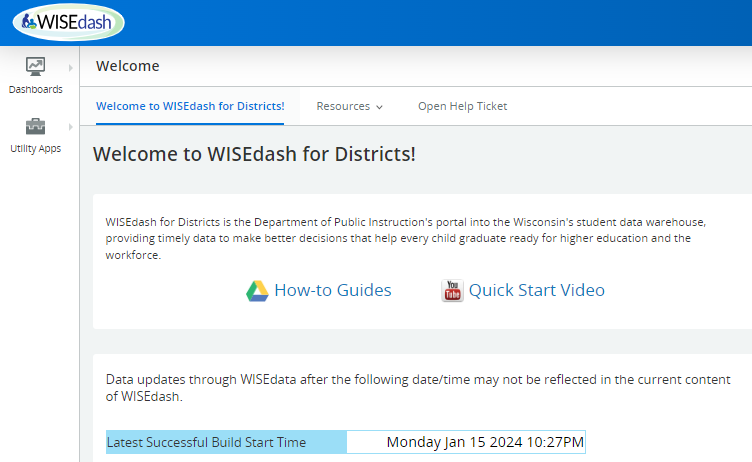 WISEdash
Welcome
Dashboards
Utility Apps
Welcome to WISEdash for Districts!
Resources
Open Help Ticket
Welcome to WISEdash for Districts!
WISEdash for Districts is the Department of Public Instruction's portal into the Wisconsin's student data warehouse,
providing timely data to make better decisions that help every child graduate ready for higher education and the
workforce.
How-to Guides
You
Tube
Quick Start Video
Data updates through WISEdata after the following date/time may not be reflected in the current content
of WISEdash.
Latest Successful Build Start Time
Monday Jan 15 2024 10:27PM